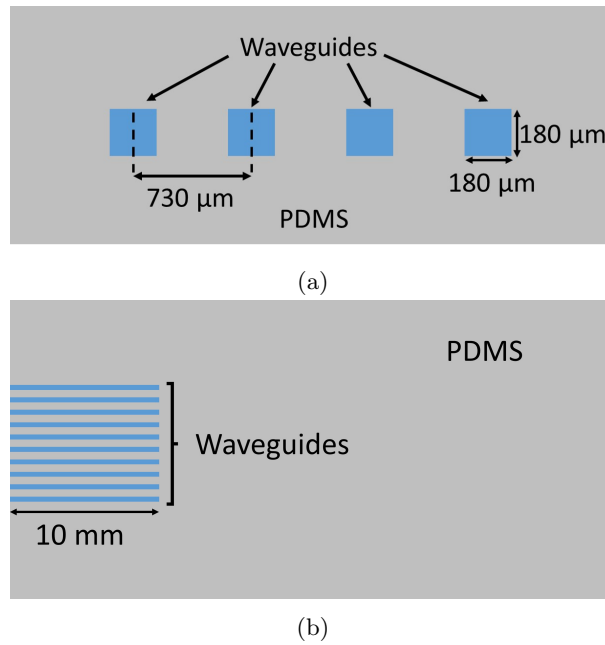 Waveguides
180 μm
180 μm
730 μm
PDMS
(a)
PDMS
Waveguides
10 mm
(b)